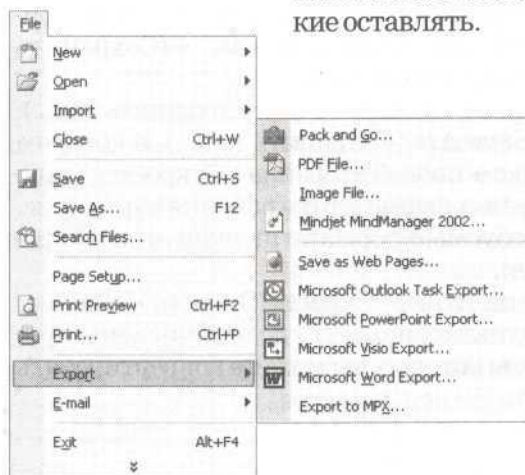 кие оставлять.
File
New
Open
Import
Close Ctrl+W
Save Ctrl+S
Save As... F12
Search Files...
Page Setup...
Print Preview Ctrl+F2
Print... Ctrl+P
Export
E-mail
Exit Alt+F4
Pack and Go...
PDF File...
Image File...
Mindjet MindManager 2002...
Save as Web Pages...
Microsoft Outlook Task Export...
Microsoft PowerPoint Export...
Microsoft Visio Export...
Microsoft Word Export...
Export to MPX...